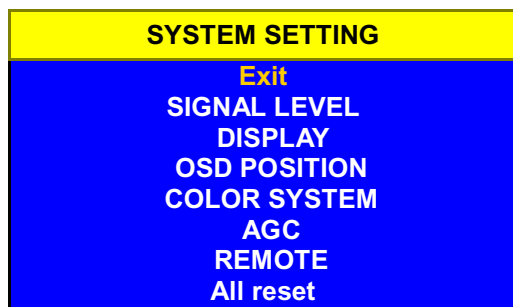 SYSTEM SETTING
Exit
SIGNAL LEVEL
DISPLAY
OSD POSITION
COLOR SYSTEM
AGC
REMOTE
All reset